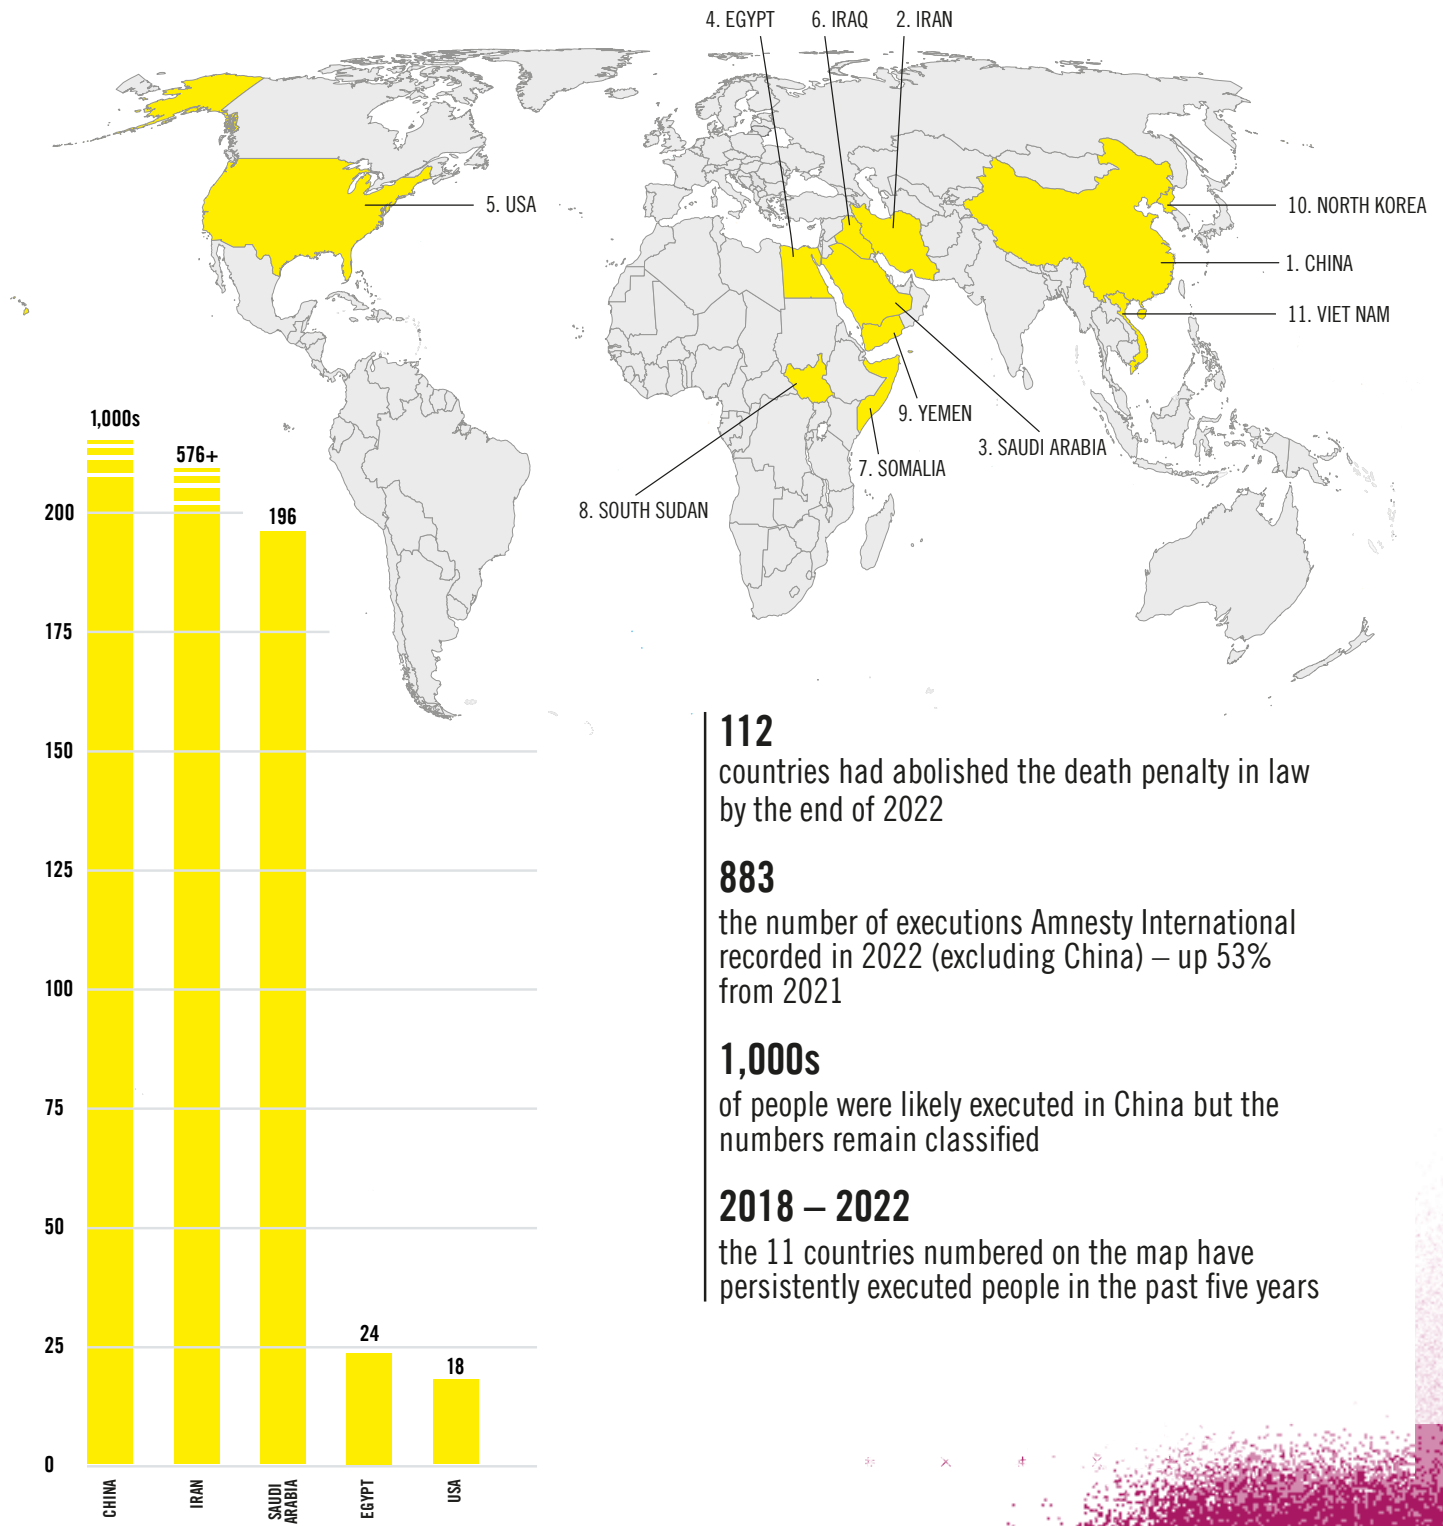 4. EGYPT
6. IRAQ
2. IRAN
5. USA
10. NORTH KOREA
1. CHINA
11. VIET NAM
9. YEMEN
3. SAUDI ARABIA
7. SOMALIA
8. SOUTH SUDAN
1,000s
576+
196
24
18
200
175
150
125
100
75
50
25
0
CHINA
IRAN
SAUDI
ARABIA
EGYPT
USA
112
countries had abolished the death penalty in law
by the end of 2022
883
the number of executions Amnesty International
recorded in 2022 (excluding China) – up 53%
from 2021
1,000s
of people were likely executed in China but the
numbers remain classified
2018 – 2022
the 11 countries numbered on the map have
persistently executed people in the past five years